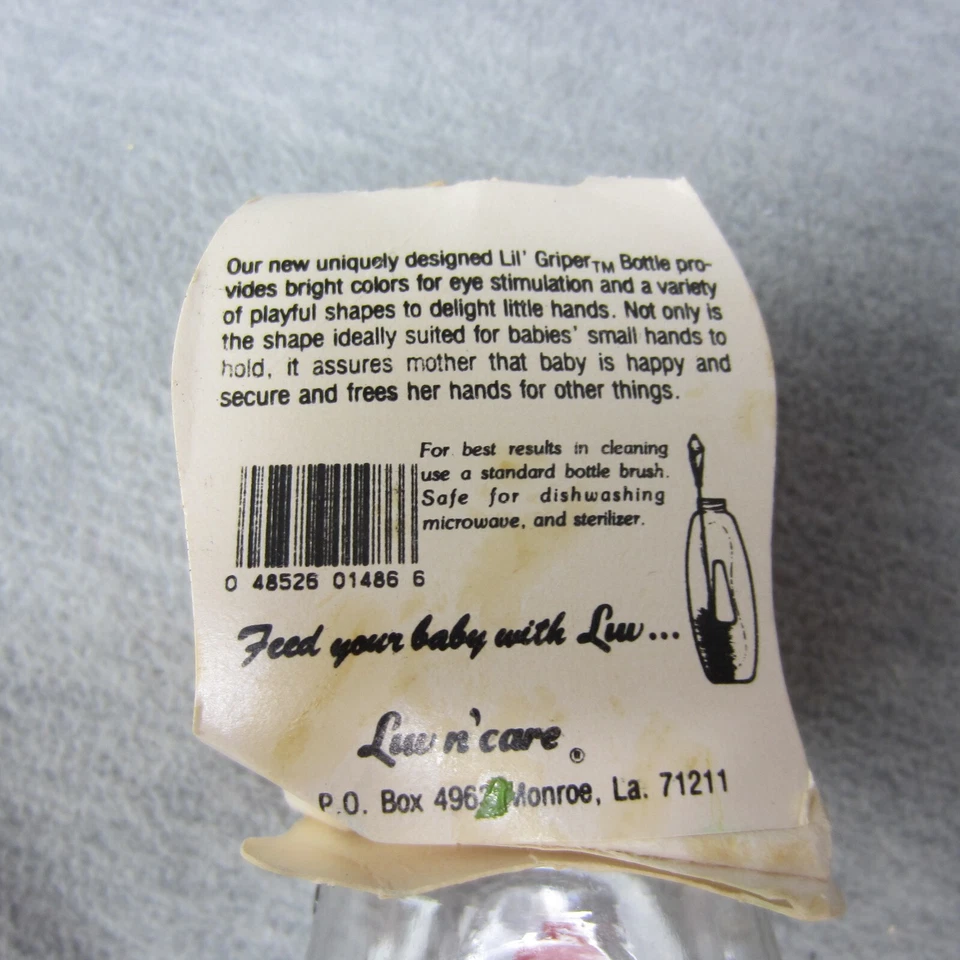 Our new uniquely designed Lil' Griper™ Bottle pro-
vides bright colors for eye stimulation and a variety
of playful shapes to delight little hands. Not only is
the shape ideally suited for babies' small hands to
hold, it assures mother that baby is happy and
secure and frees her hands for other things.
For best results in cleaning
use a standard bottle brush.
Safe for dishwashing
microwave, and sterilizer.
0 48526 01486 6
Feed your baby with Luv...
Luv n' care ®
P.O. Box Monroe, La. 71211